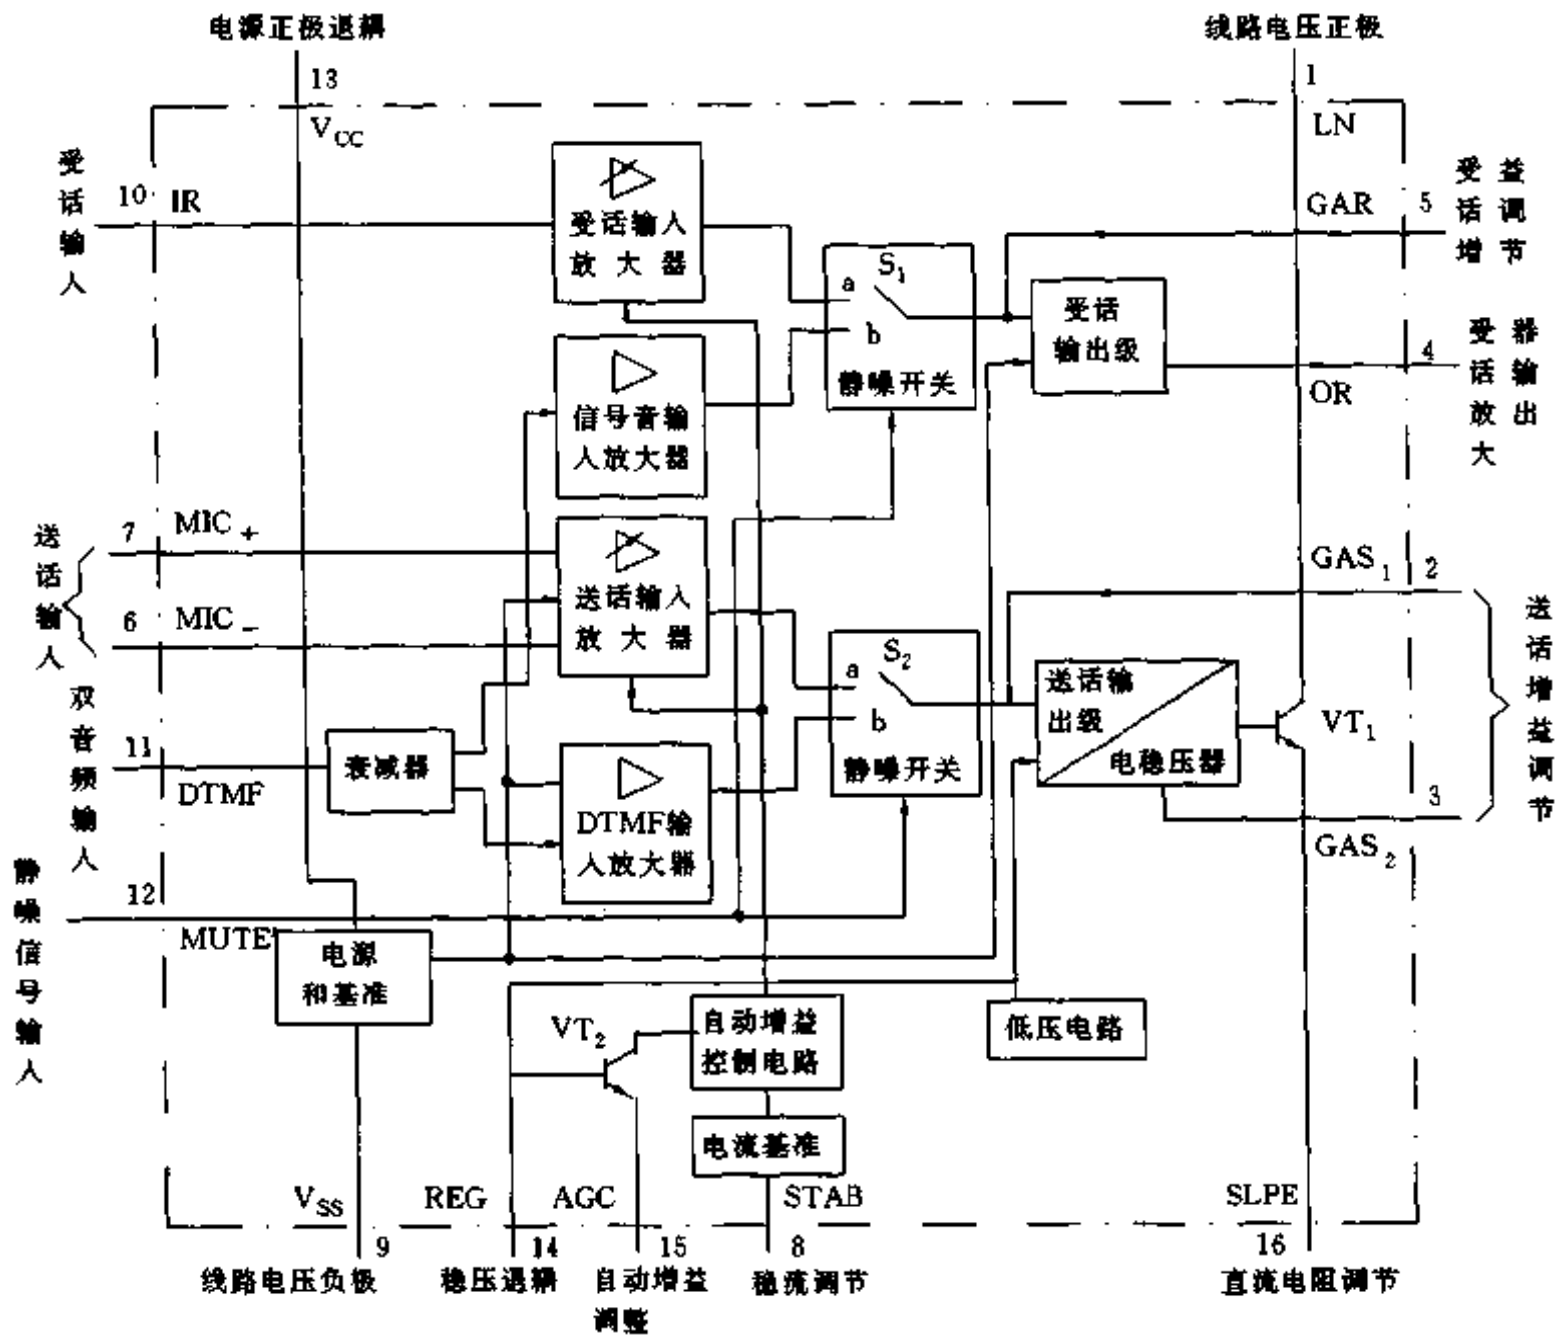 电源正极退耦
线路电压正极
13
1
V_CC
LN
受话输入
10
IR
受话输入
放大器
GAR
5
受话增益调节
S_1
a
b
静噪开关
受话
输出级
OR
4
受话放大器输出
信号音输
入放大器
送话输入
7
MIC +
6
MIC -
送话输入
放大器
GAS_1
2
送话增益调节
S_2
a
b
静噪开关
送话输
出级
电稳压器
VT_1
3
GAS_2
双音频输入
11
DTMF
衰减器
DTMF输
入放大器
静噪信号输入
12
MUTE
电源
和基准
VT_2
自动增益
控制电路
低压电路
电流基准
V_SS
REG
AGC
STAB
SLPE
9
14
15
8
16
线路电压负极
稳压退耦
自动增益
调整
稳流调节
直流电阻调节